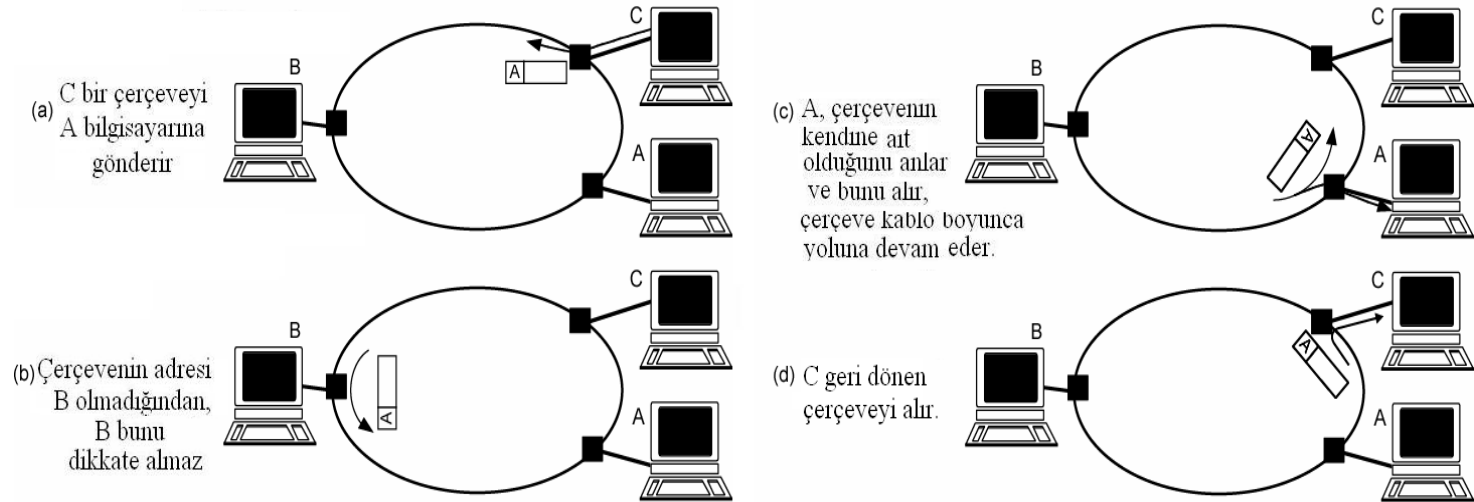 (a) C bir çerçeveyi
A bilgisayarına
gönderir
B
C
A
A
(b) Çerçevenin adresi
B olmadığından,
B bunu
dikkate almaz
B
C
A
A
(c) A, çerçevenin
kendine ait
olduğunu anlar
ve bunu alır,
çerçeve kablo boyunca
yoluna devam eder.
B
C
A
A
(d) C geri dönen
çerçeveyi alır.
B
C
A
A